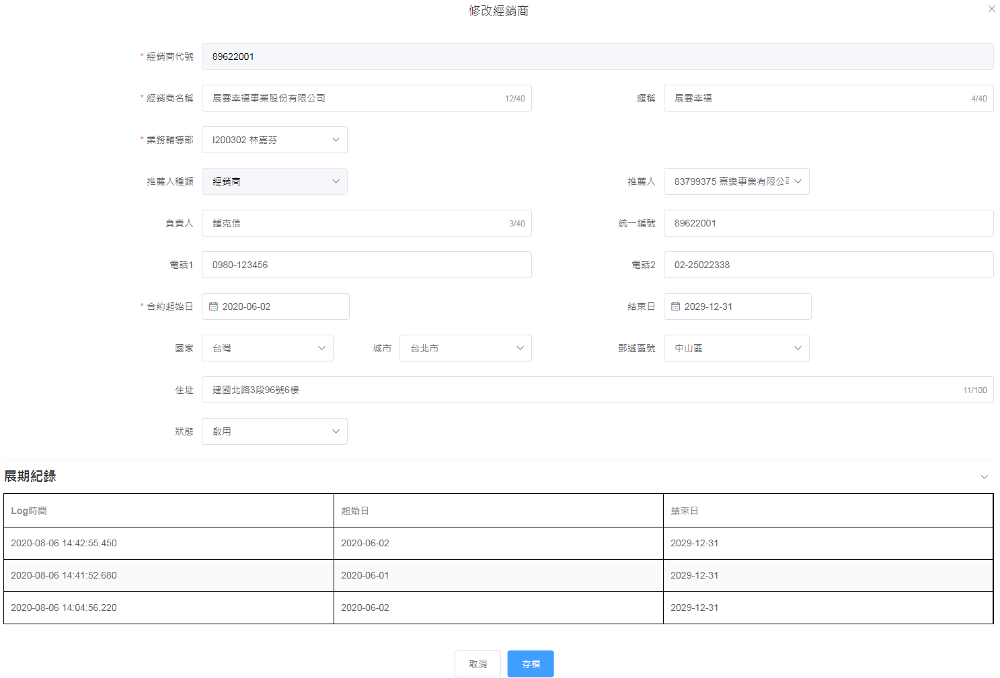 修改經銷商
* 經銷商代號 89622001
* 經銷商名稱 展雲幸福事業股份有限公司 12/40 暱稱 展雲幸福 4/40
* 業務輔導部 I200302 林嘉芬
推薦人種類 經銷商 推薦人 83799375 熹樂事業有限公
負責人 鍾克信 3/40 統一編號 89622001
電話1 0980-123456 電話2 02-25022338
* 合約起始日 2020-06-02 結束日 2029-12-31
國家 台灣 城市 台北市 郵遞區號 中山區
住址 建國北路3段96號6樓 11/100
狀態 啟用
展期紀錄
Log時間 起始日 結束日
2020-08-06 14:42:55.450 2020-06-02 2029-12-31
2020-08-06 14:41:52.680 2020-06-01 2029-12-31
2020-08-06 14:04:56.220 2020-06-02 2029-12-31
取消 存檔